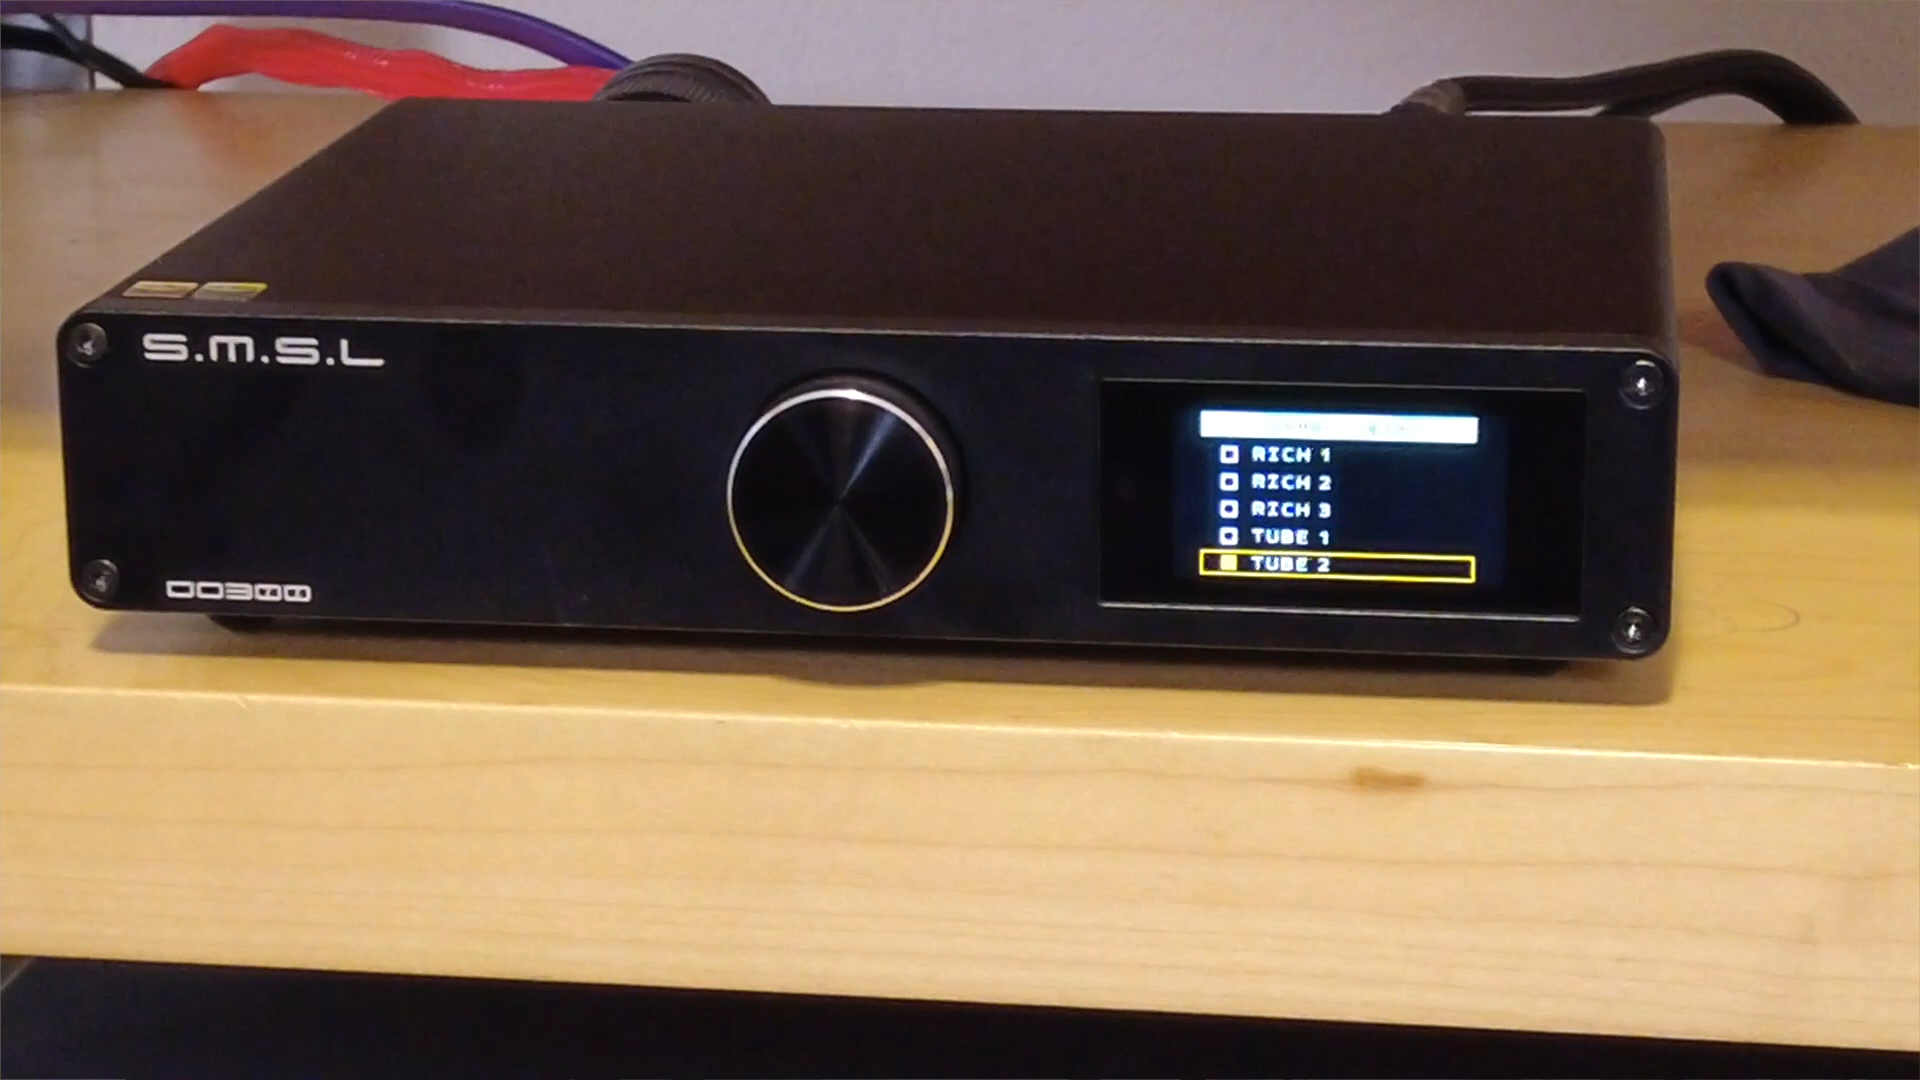 S.M.S.L
DO300
RICH 1
RICH 2
RICH 3
TUBE 1
TUBE 2